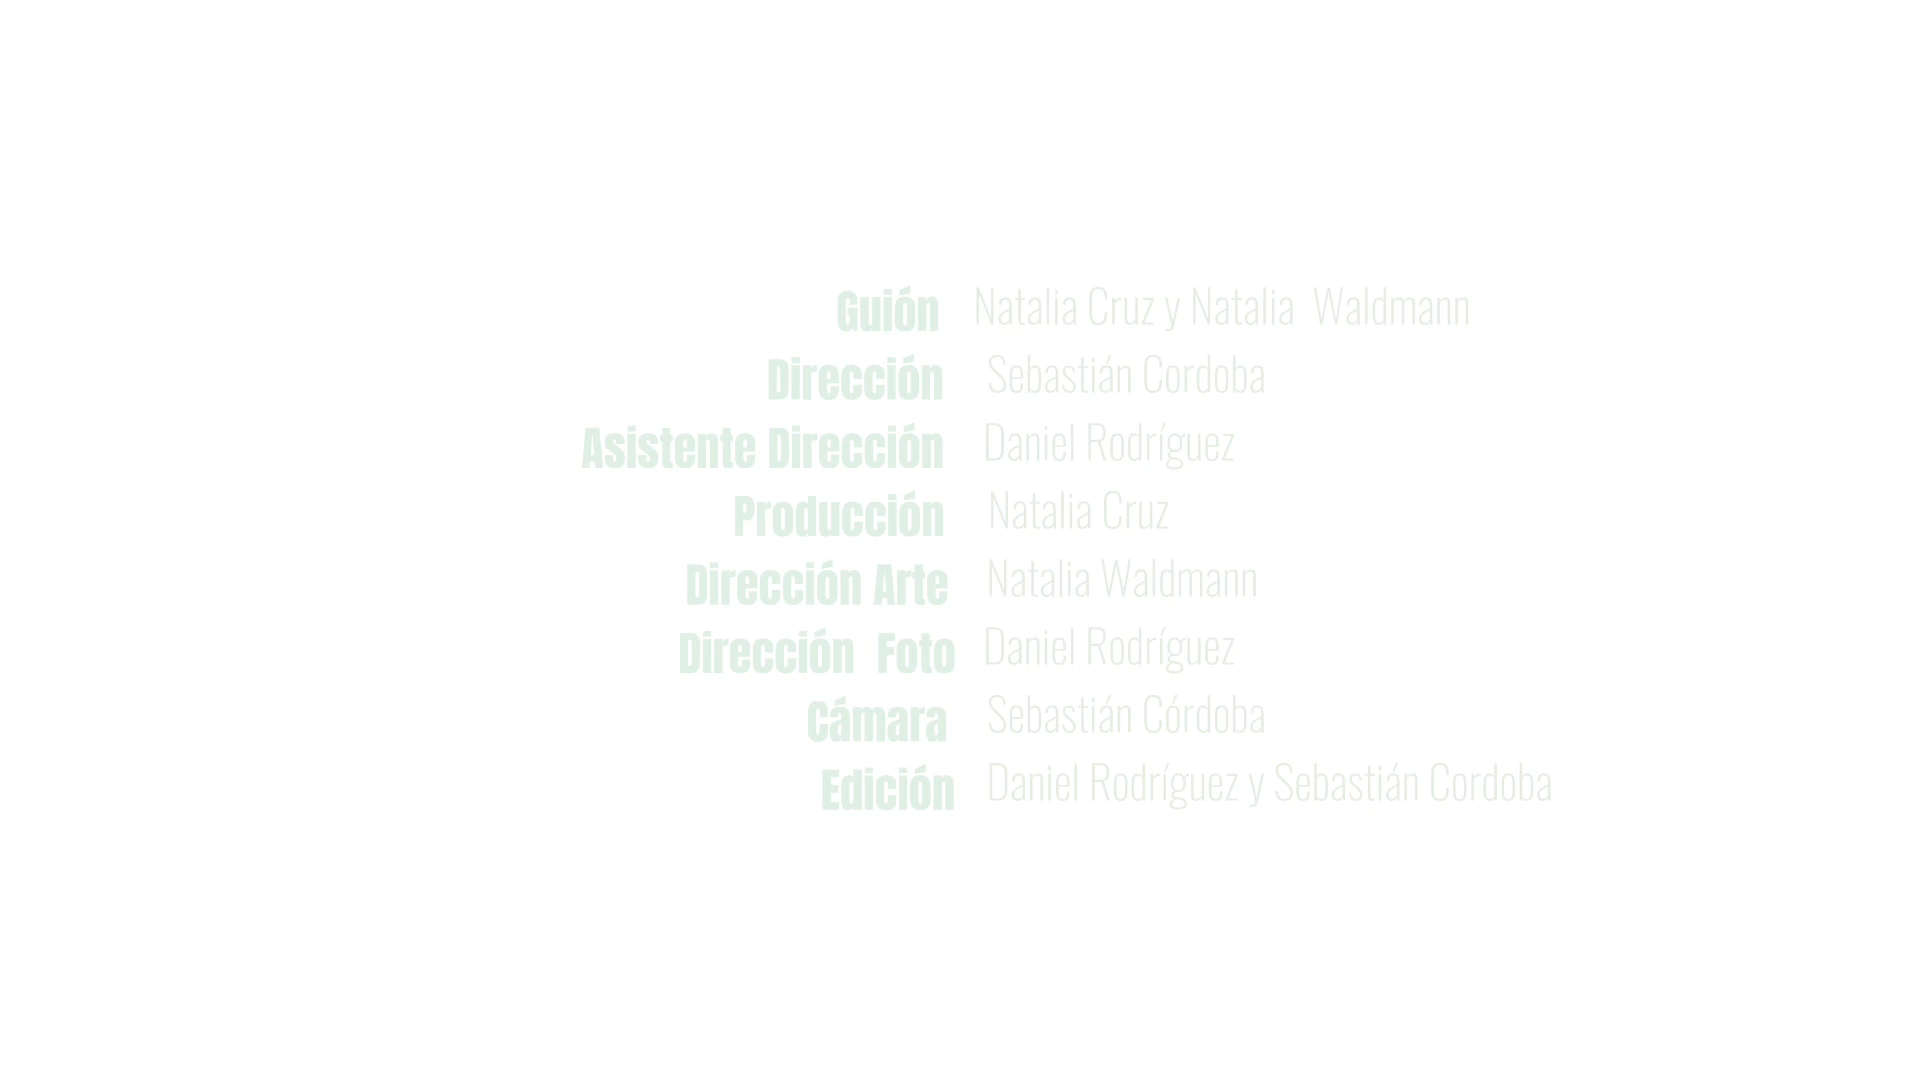 Guión Natalia Cruz y Natalia Waldmann
Dirección Sebastián Cordoba
Asistente Dirección Daniel Rodríguez
Producción Natalia Cruz
Dirección Arte Natalia Waldmann
Dirección Foto Daniel Rodríguez
Cámara Sebastián Córdoba
Edición Daniel Rodríguez y Sebastián Cordoba